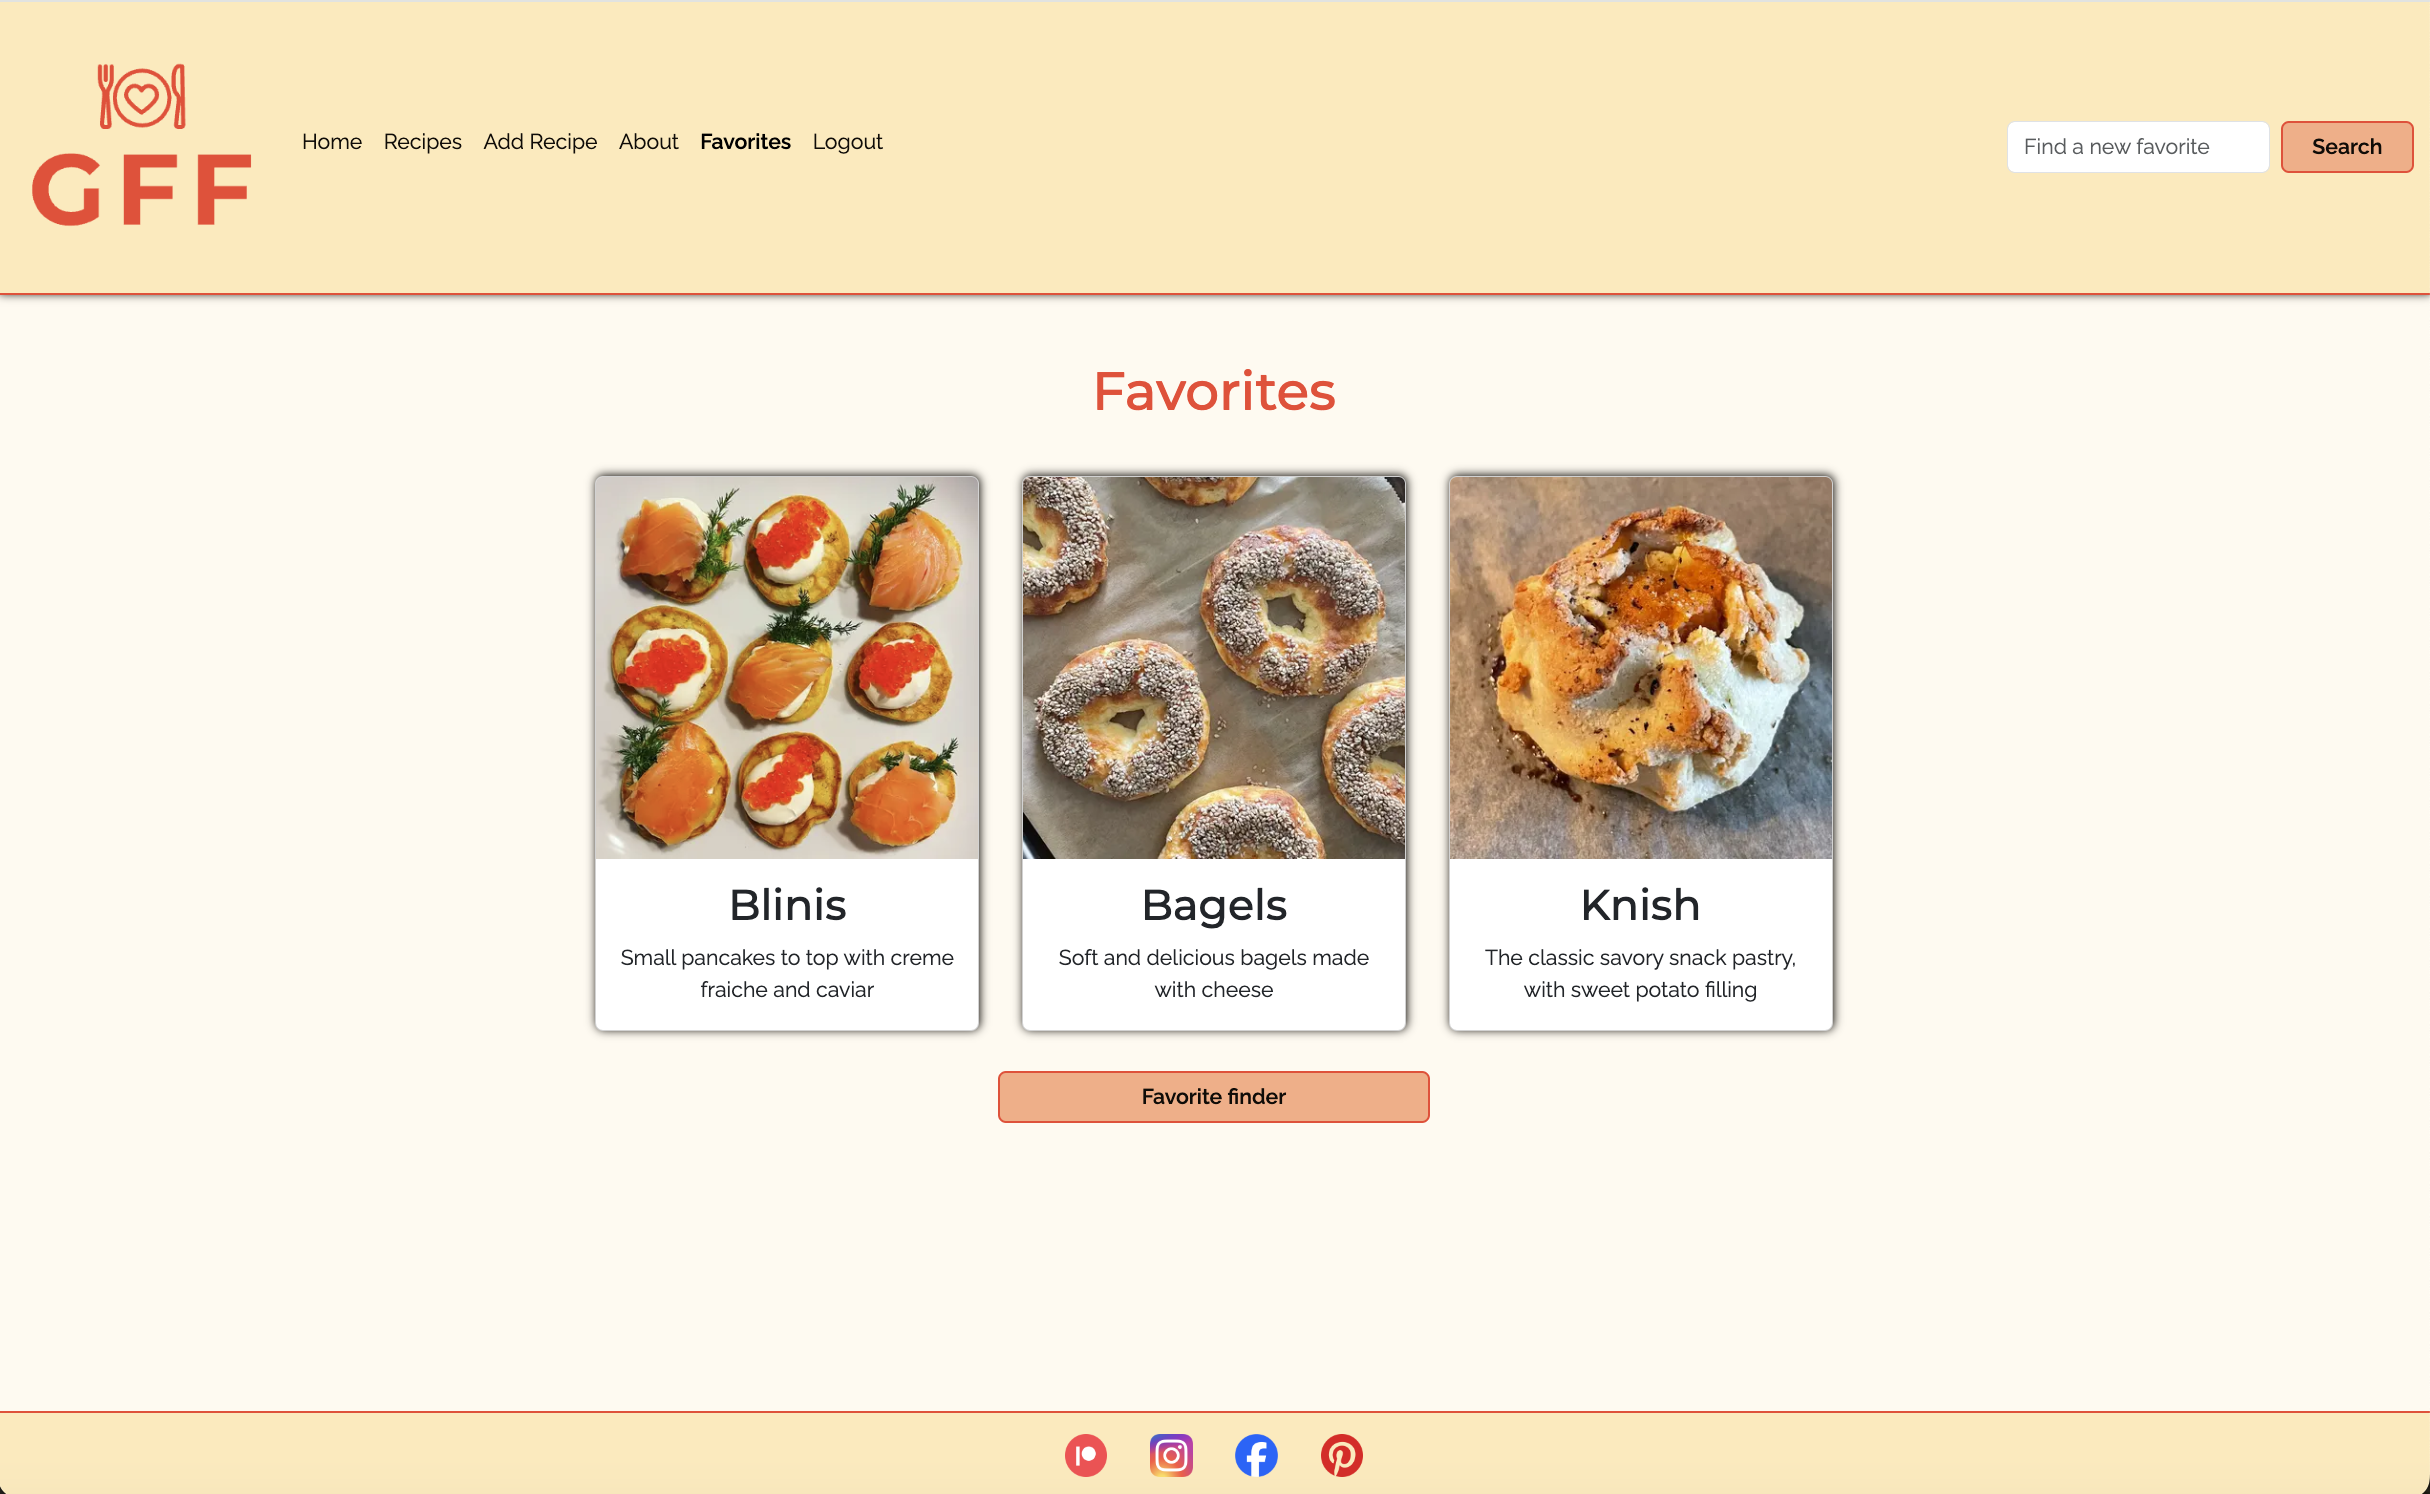 GFF
Home Recipes Add Recipe About Favorites Logout
Find a new favorite Search
Favorites
Blinis
Small pancakes to top with creme
fraiche and caviar
Bagels
Soft and delicious bagels made
with cheese
Knish
The classic savory snack pastry,
with sweet potato filling
Favorite finder